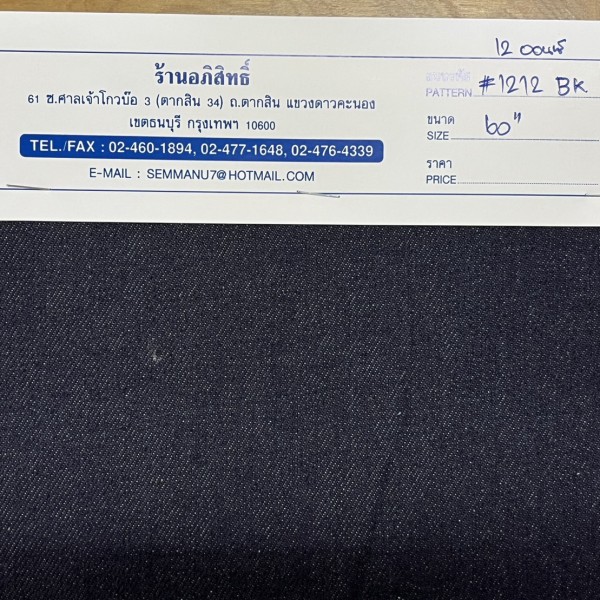 12 ออนซ์
ร้านอภิสิทธิ์
61 ซ.ศาลเจ้าโกวบ๊อ 3 (ตากสิน 34) ถ.ตากสิน แขวงดาวคะนอง
เขตธนบุรี กรุงเทพฯ 10600
TEL./FAX : 02-460-1894, 02-477-1648, 02-476-4339
E-MAIL : SEMMANU7@HOTMAIL.COM
PATTERN #1212 BK
ขนาด
SIZE 60"
ราคา
PRICE